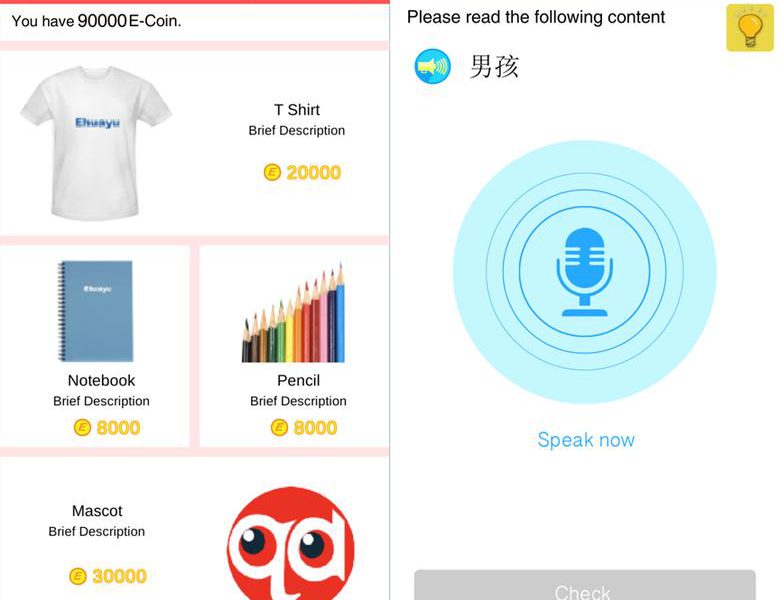 You have 90000 E-Coin.
Ehuayu
T Shirt
Brief Description
E 20000
Ehuayu
Notebook
Brief Description
E 8000
Pencil
Brief Description
E 8000
Mascot
Brief Description
E 30000
qd
Please read the following content
男孩
Speak now
Check